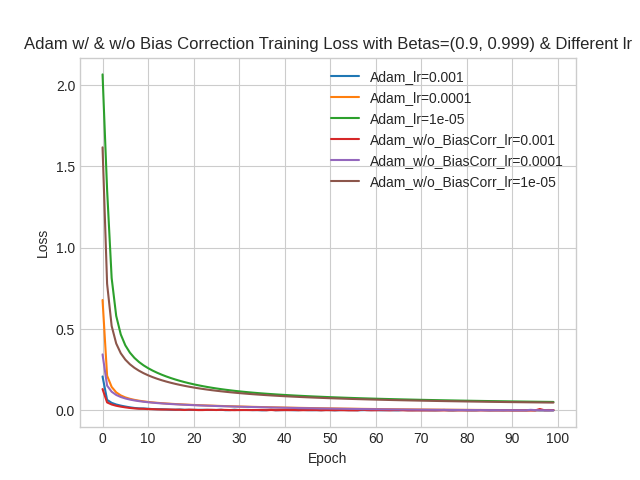 Adam w/ & w/o Bias Correction Training Loss with Betas=(0.9, 0.999) & Different lr
2.0
1.5
1.0
0.5
0.0
Loss
Adam_lr=0.001
Adam_lr=0.0001
Adam_lr=1e-05
Adam_w/o_BiasCorr_lr=0.001
Adam_w/o_BiasCorr_lr=0.0001
Adam_w/o_BiasCorr_lr=1e-05
0 10 20 30 40 50 60 70 80 90 100
Epoch